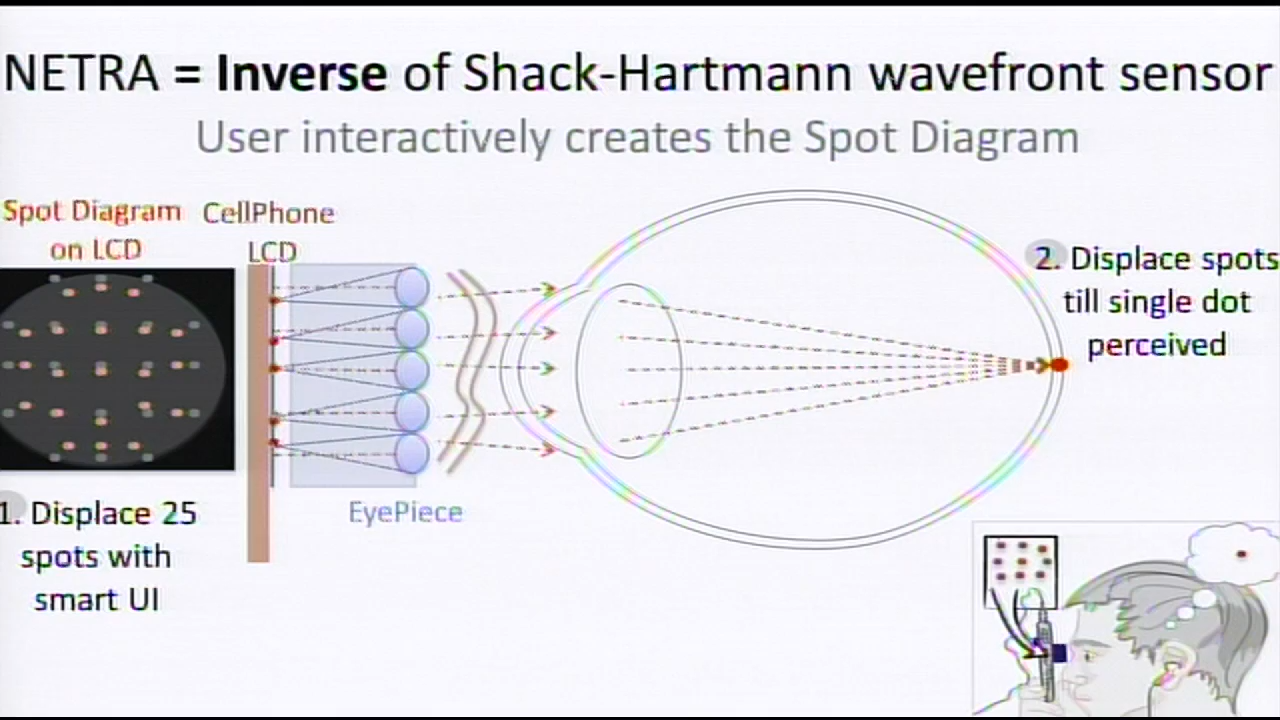 NETRA = Inverse of Shack-Hartmann wavefront sensor
User interactively creates the Spot Diagram
Spot Diagram
on LCD
CellPhone
LCD
2. Displace spots
till single dot
perceived
EyePiece
1. Displace 25
spots with
smart UI